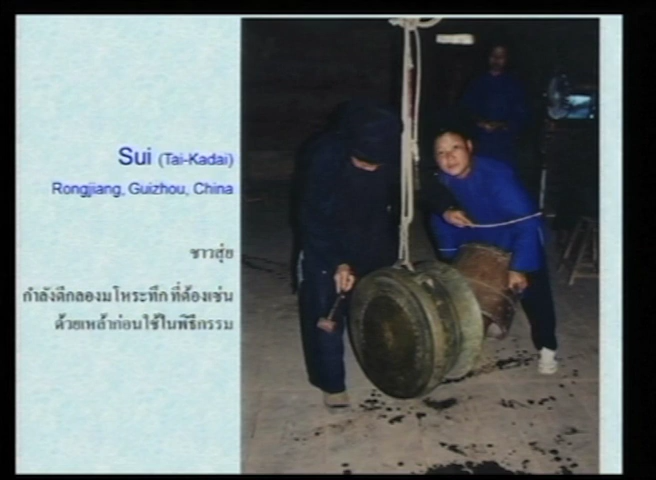 Sui (Tai-Kadai)
Rongjiang, Guizhou, China
ชาวสุ่ย
กำลังตีกลองมโหระทึกที่ต้องเซ่น
ด้วยเหล้าก่อนใช้ในพิธีกรรม